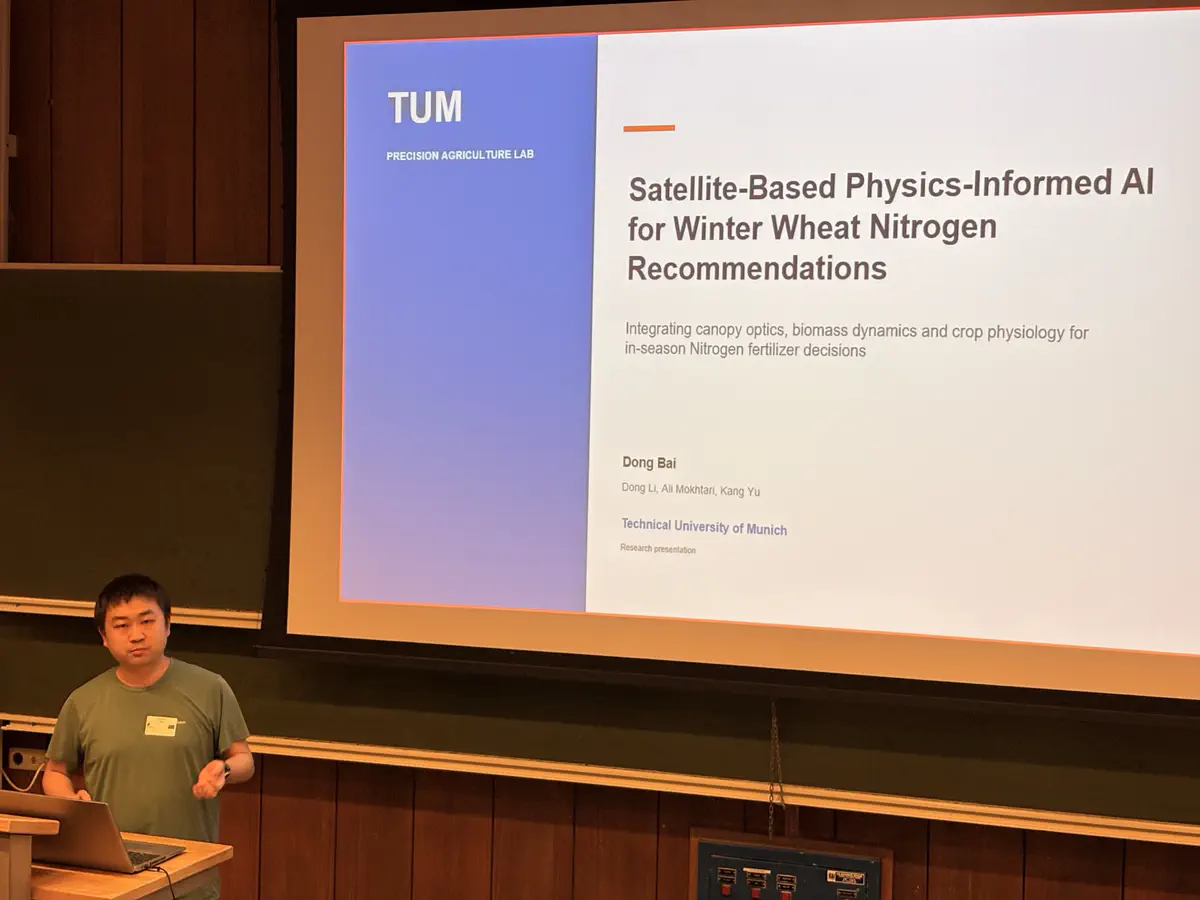 TUM
PRECISION AGRICULTURE LAB
Satellite-Based Physics-Informed AI
for Winter Wheat Nitrogen
Recommendations
Integrating canopy optics, biomass dynamics and crop physiology for
in-season Nitrogen fertilizer decisions
Dong Bai
Dong Li, Ali Mokhtari, Kang Yu
Technical University of Munich
Research presentation